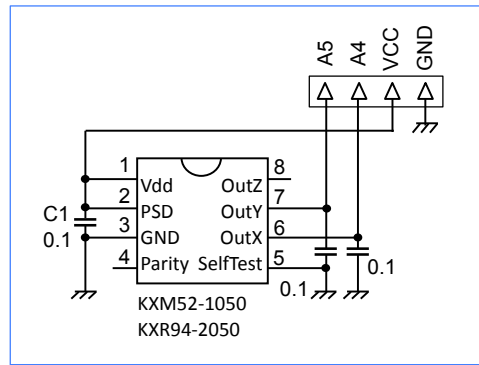 A5 A4 VCC GND
1 Vdd OutZ 8
2 PSD OutY 7
C1
0.1
3 GND OutX 6
4 Parity SelfTest 5
0.1
0.1
KXM52-1050
KXR94-2050